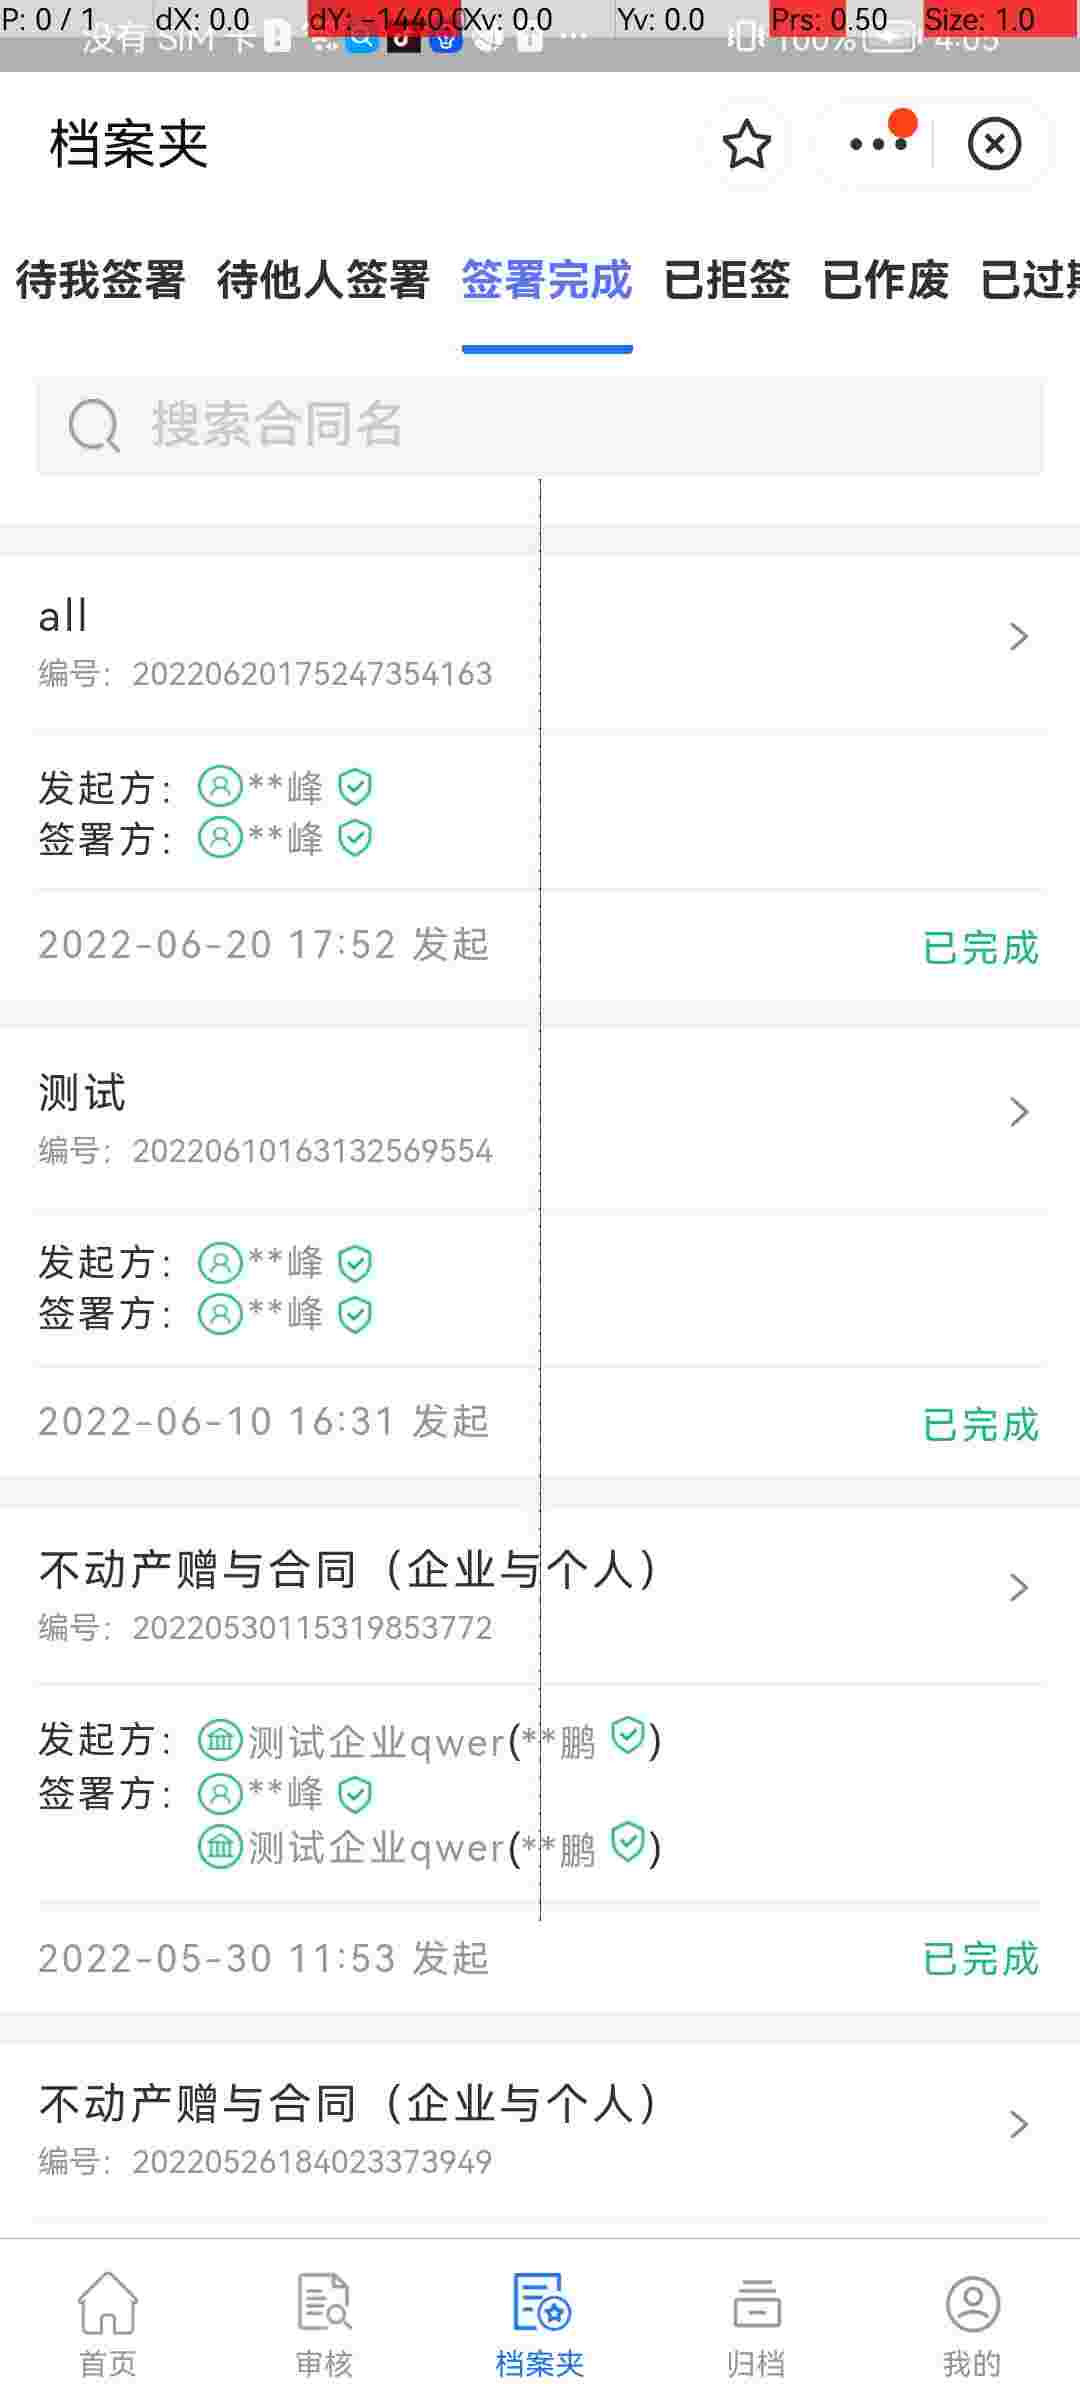 P: 0 / 1 dX: 0.0 dY: -1440.0 Xv: 0.0 Yv: 0.0 Prs: 0.50 Size: 1.0
没有 SIM 卡 100% 4:05
档案夹
待我签署 待他人签署 签署完成 已拒签 已作废 已过期
搜索合同名
all
编号：20220620175247354163
发起方：**峰
签署方：**峰
2022-06-20 17:52 发起 已完成
测试
编号：20220610163132569554
发起方：**峰
签署方：**峰
2022-06-10 16:31 发起 已完成
不动产赠与合同（企业与个人）
编号：20220530115319853772
发起方：测试企业qwer(**鹏)
签署方：**峰
测试企业qwer(**鹏)
2022-05-30 11:53 发起 已完成
不动产赠与合同（企业与个人）
编号：20220526184023373949
首页 审核 档案夹 归档 我的